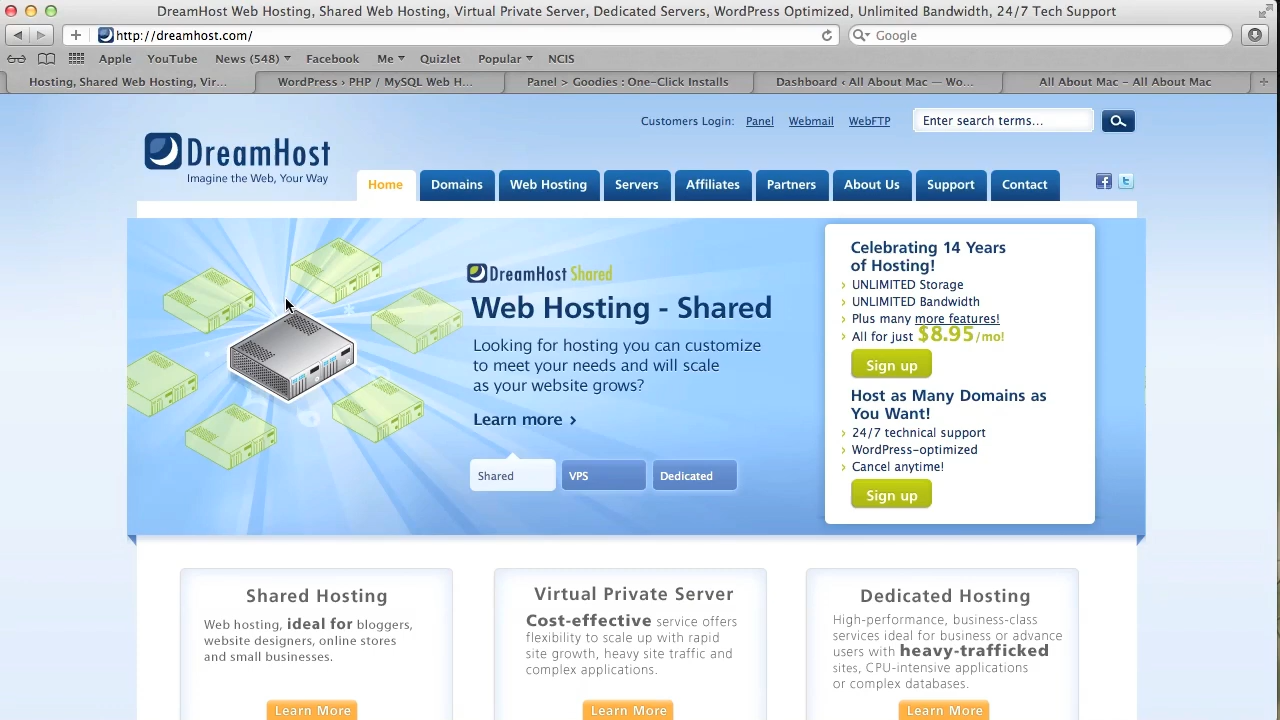 DreamHost Web Hosting, Shared Web Hosting, Virtual Private Server, Dedicated Servers, WordPress Optimized, Unlimited Bandwidth, 24/7 Tech Support
http://dreamhost.com/
Google
Apple YouTube News (548) Facebook Me Quizlet Popular NCIS
Hosting, Shared Web Hosting, Vir... WordPress › PHP / MySQL Web H... Panel > Goodies : One-Click Installs Dashboard ‹ All About Mac — Wo... All About Mac – All About Mac
Customers Login: Panel Webmail WebFTP Enter search terms...
DreamHost
Imagine the Web, Your Way
Home Domains Web Hosting Servers Affiliates Partners About Us Support Contact
DreamHost Shared
Web Hosting - Shared
Looking for hosting you can customize
to meet your needs and will scale
as your website grows?
Learn more ›
Shared VPS Dedicated
Celebrating 14 Years
of Hosting!
› UNLIMITED Storage
› UNLIMITED Bandwidth
› Plus many more features!
› All for just $8.95/mo!
Sign up
Host as Many Domains as
You Want!
› 24/7 technical support
› WordPress-optimized
› Cancel anytime!
Sign up
Shared Hosting
Web hosting, ideal for bloggers,
website designers, online stores
and small businesses.
Learn More
Virtual Private Server
Cost-effective service offers
flexibility to scale up with rapid
site growth, heavy site traffic and
complex applications.
Learn More
Dedicated Hosting
High-performance, business-class
services ideal for business or advance
users with heavy-trafficked
sites, CPU-intensive applications
or complex databases.
Learn More